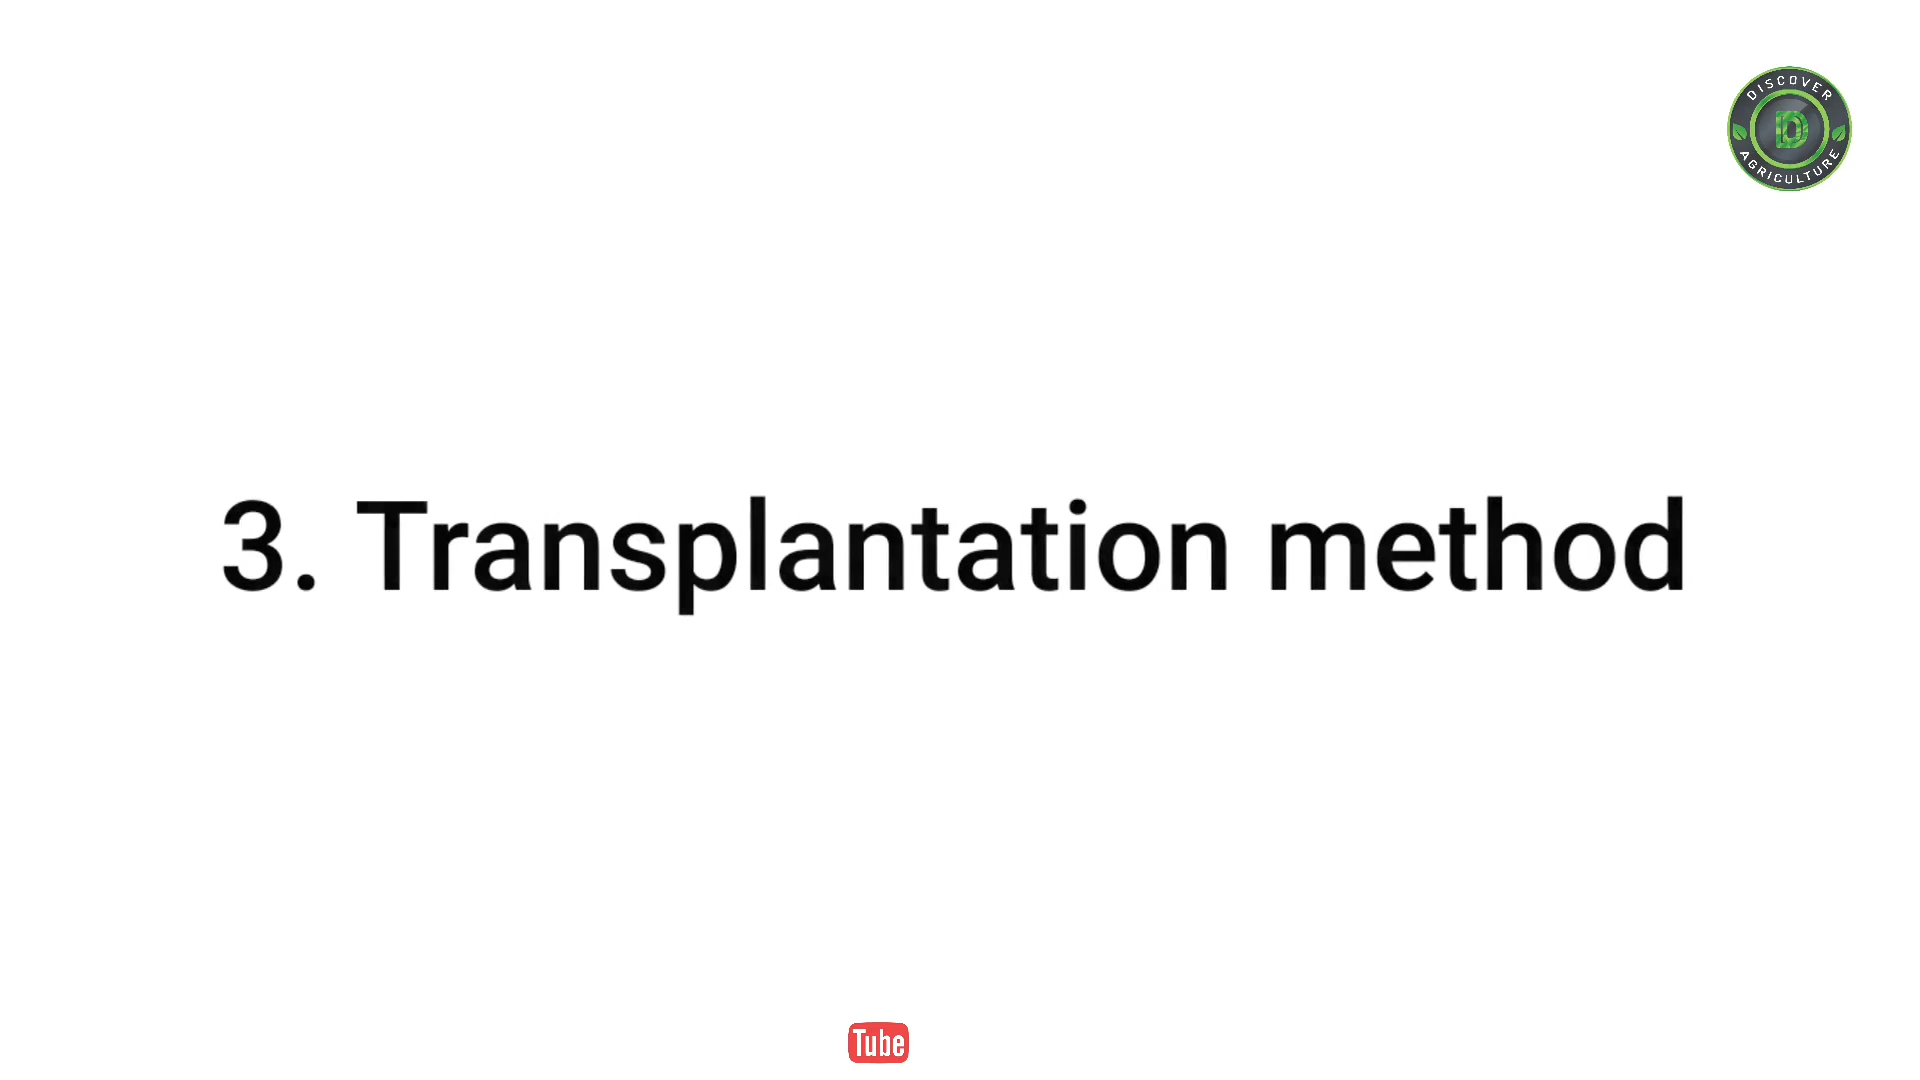 DISCOVER
D
AGRICULTURE
3. Transplantation method
Tube